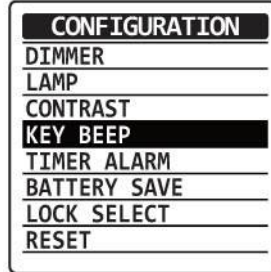 CONFIGURATION
DIMMER
LAMP
CONTRAST
KEY BEEP
TIMER ALARM
BATTERY SAVE
LOCK SELECT
RESET